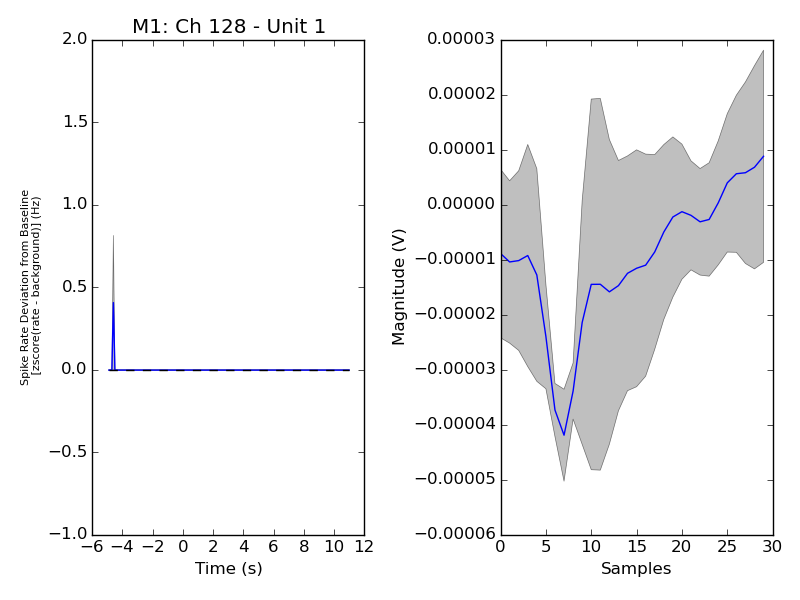 M1: Ch 128 - Unit 1
2.0
1.5
1.0
0.5
0.0
−0.5
−1.0
Spike Rate Deviation from Baseline
[zscore(rate - background)] (Hz)
−6 −4 −2 0 2 4 6 8 10 12
Time (s)
0.00003
0.00002
0.00001
0.00000
−0.00001
−0.00002
−0.00003
−0.00004
−0.00005
−0.00006
Magnitude (V)
0 5 10 15 20 25 30
Samples